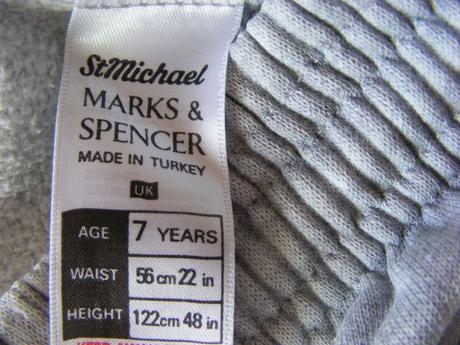 StMichael
MARKS &
SPENCER
MADE IN TURKEY
UK
AGE 7 YEARS
WAIST 56cm 22 in
HEIGHT 122cm 48 in